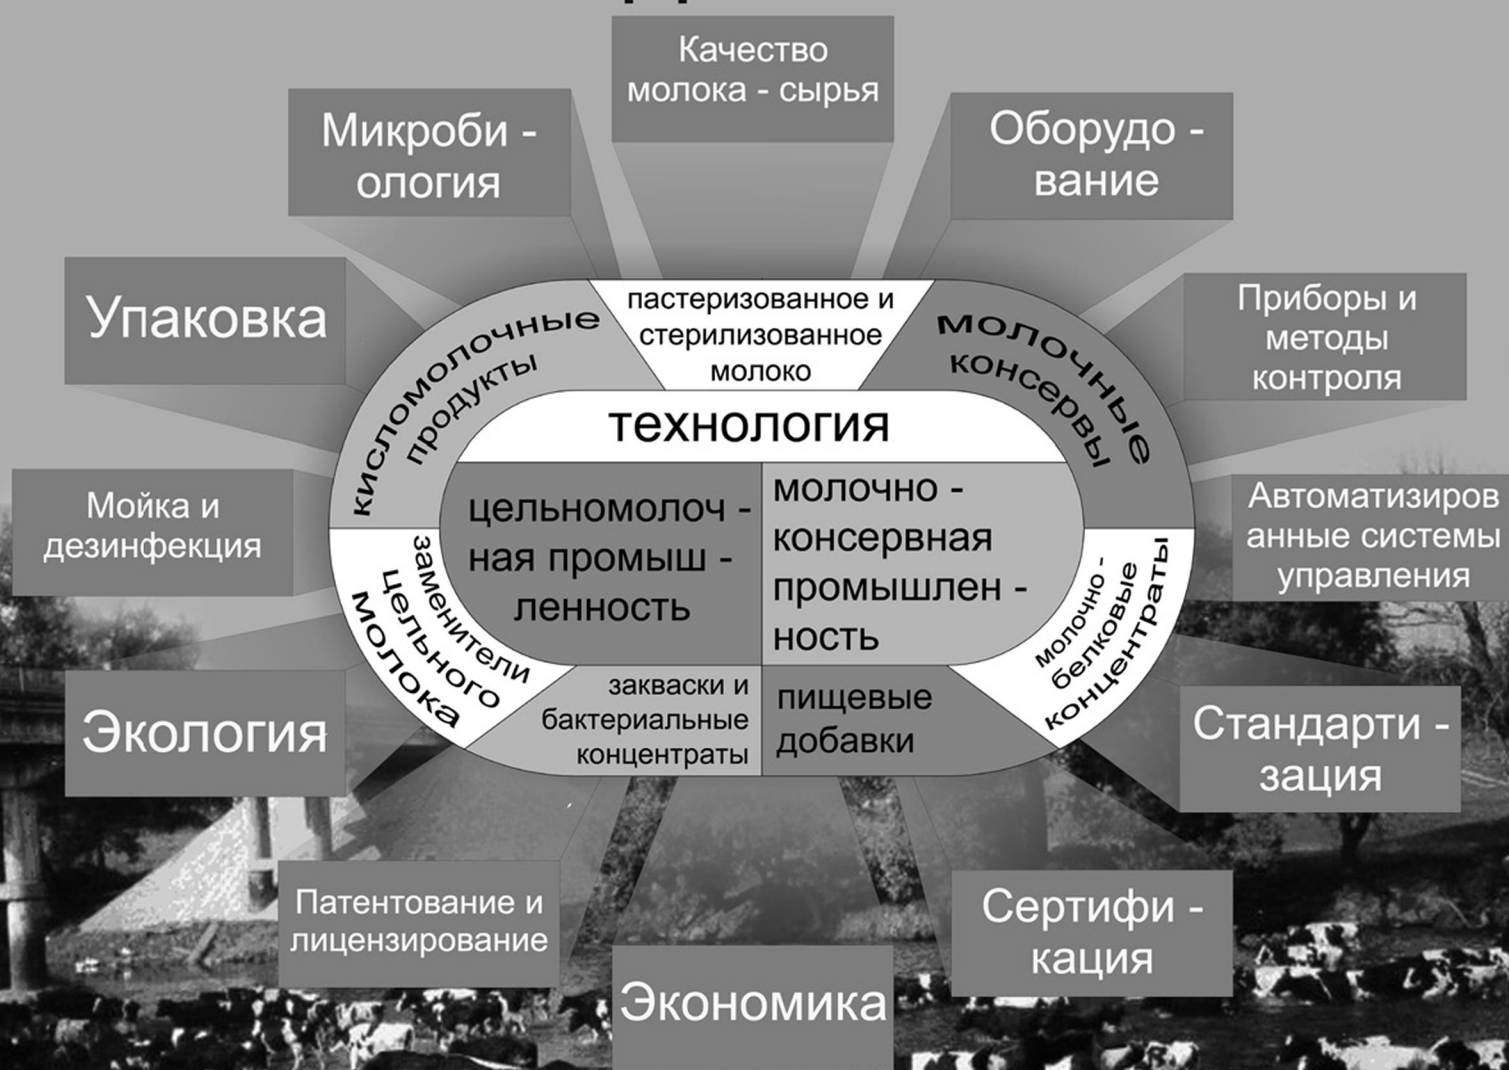 Качество
молока - сырья
Микроби -
ология
Оборудо -
вание
Упаковка
Приборы и
методы
контроля
Мойка и
дезинфекция
Автоматизиров
анные системы
управления
Экология
Стандарти -
зация
Патентование и
лицензирование
Сертифи -
кация
Экономика
кисломолочные
продукты
пастеризованное и
стерилизованное
молоко
молочные
консервы
технология
цельномолоч -
ная промыш -
ленность
молочно -
консервная
промышлен -
ность
заменители
цельного
молока
закваски и
бактериальные
концентраты
пищевые
добавки
молочно -
белковые
концентраты